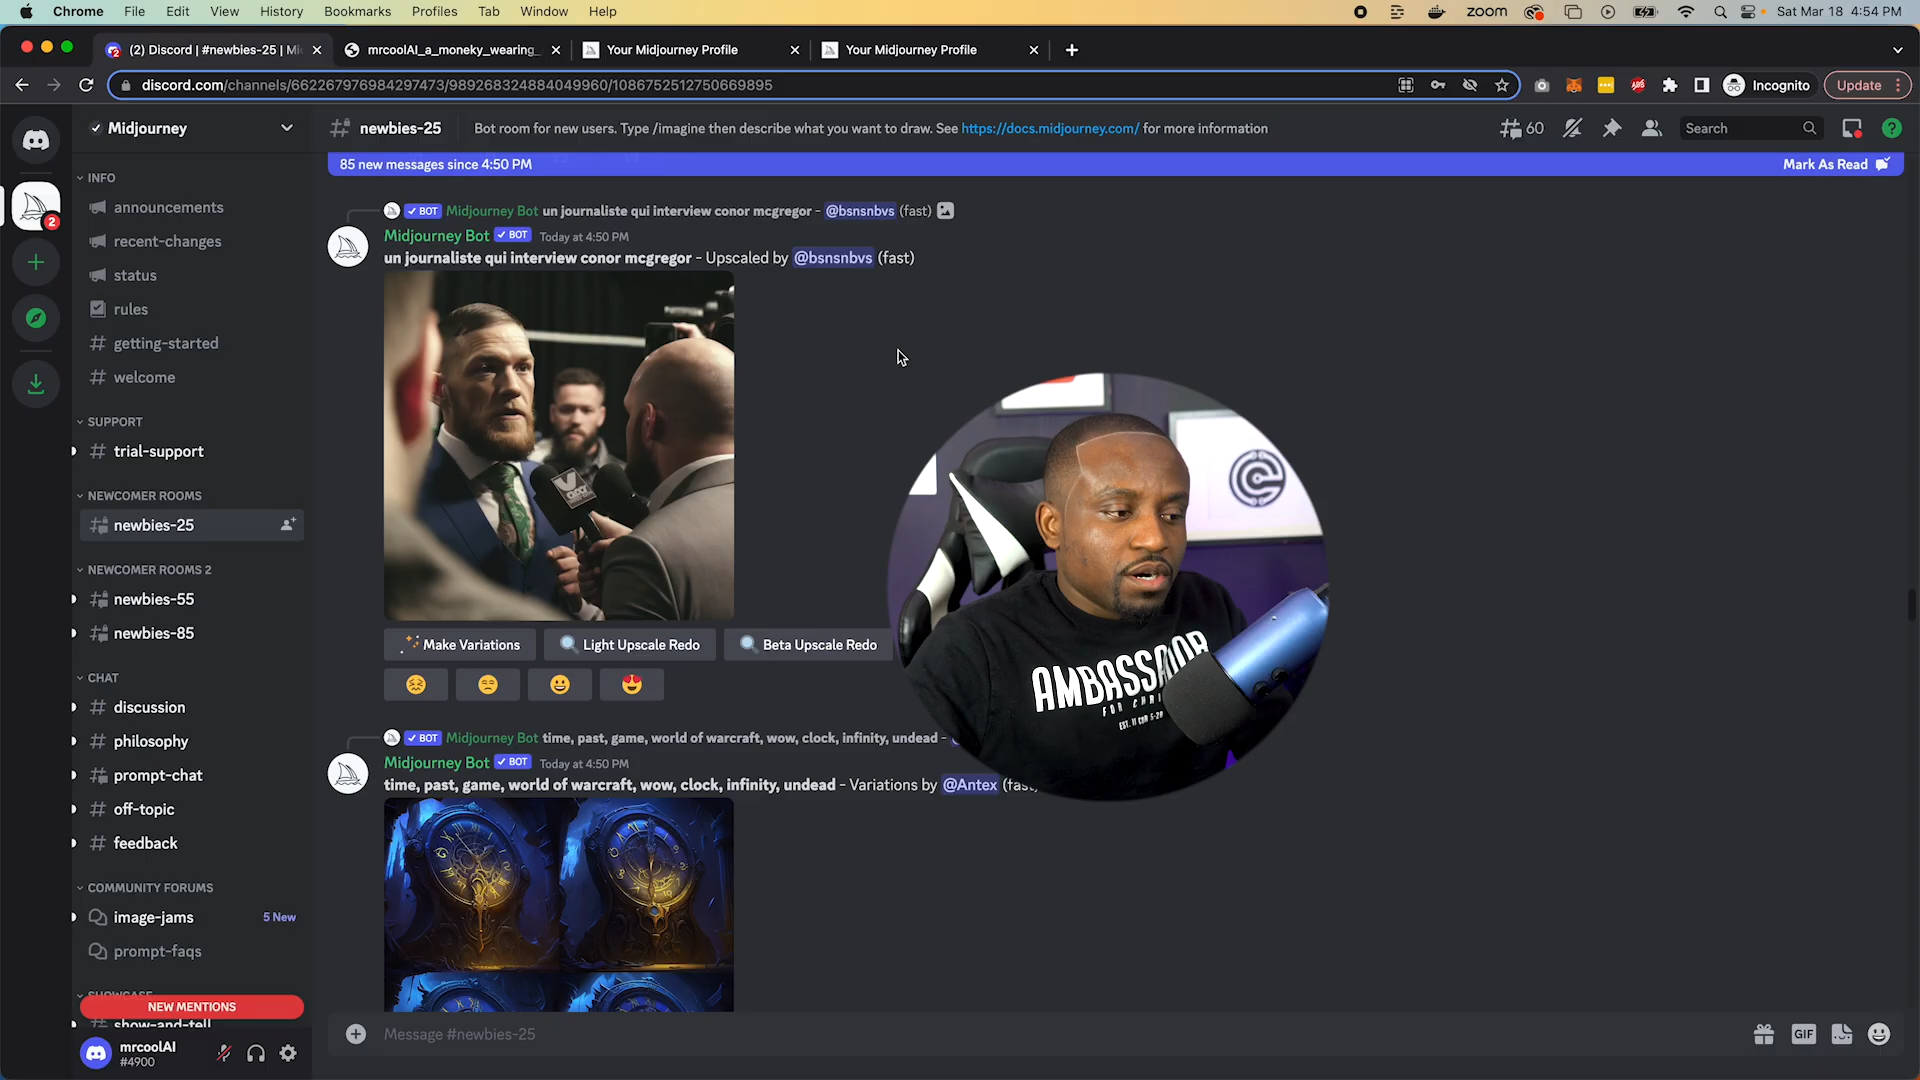 Chrome File Edit View History Bookmarks Profiles Tab Window Help zoom Sat Mar 18 4:54 PM
(2) Discord | #newbies-25 | Mi mrcoolAI_a_moneky_wearing_ Your Midjourney Profile Your Midjourney Profile
discord.com/channels/662267976984297473/989268324884049960/1086752512750669895 Incognito Update
Midjourney
newbies-25 Bot room for new users. Type /imagine then describe what you want to draw. See https://docs.midjourney.com/ for more information 60 Search
85 new messages since 4:50 PM Mark As Read
2
INFO
announcements
recent-changes
status
rules
getting-started
welcome
SUPPORT
trial-support
NEWCOMER ROOMS
newbies-25
NEWCOMER ROOMS 2
newbies-55
newbies-85
CHAT
discussion
philosophy
prompt-chat
off-topic
feedback
COMMUNITY FORUMS
image-jams 5 New
prompt-faqs
SHOWCASE
NEW MENTIONS
show-and-tell
mrcoolAI
#4900
BOT Midjourney Bot un journaliste qui interview conor mcgregor - @bsnsnbvs (fast)
Midjourney Bot BOT Today at 4:50 PM
un journaliste qui interview conor mcgregor - Upscaled by @bsnsnbvs (fast)
Make Variations Light Upscale Redo Beta Upscale Redo
BOT Midjourney Bot time, past, game, world of warcraft, wow, clock, infinity, undead -
Midjourney Bot BOT Today at 4:50 PM
time, past, game, world of warcraft, wow, clock, infinity, undead - Variations by @Antex (fast)
AMBASSADOR
FOR CHRI
EST. II COR 5:20
Message #newbies-25
GIF